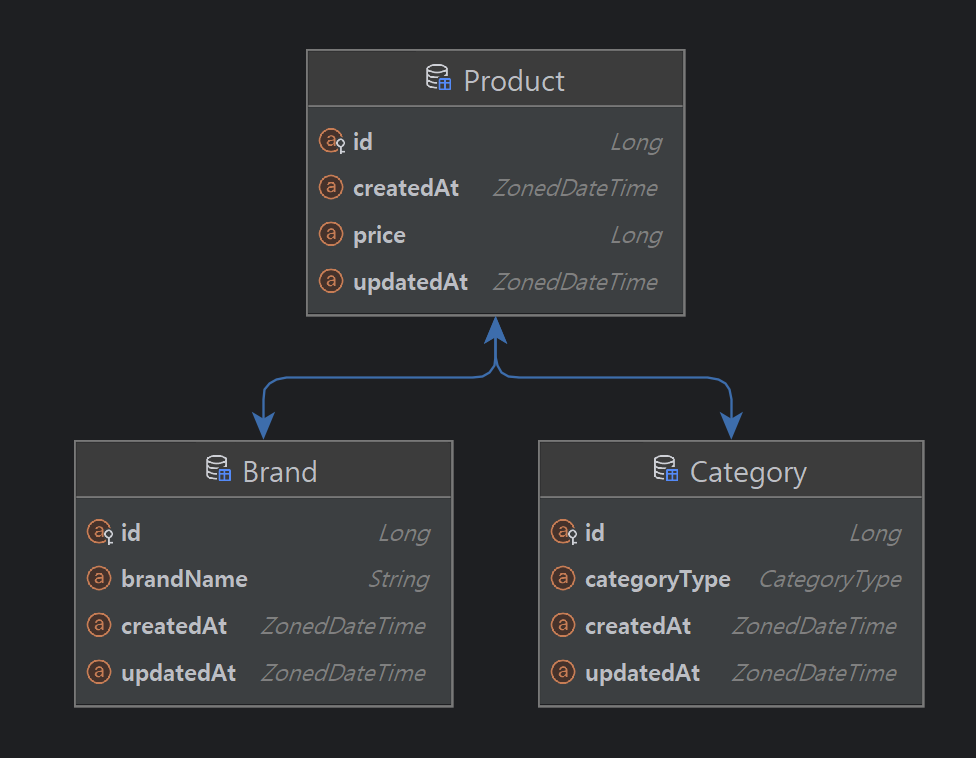 Product
id Long
createdAt ZonedDateTime
price Long
updatedAt ZonedDateTime
Brand
id Long
brandName String
createdAt ZonedDateTime
updatedAt ZonedDateTime
Category
id Long
categoryType CategoryType
createdAt ZonedDateTime
updatedAt ZonedDateTime